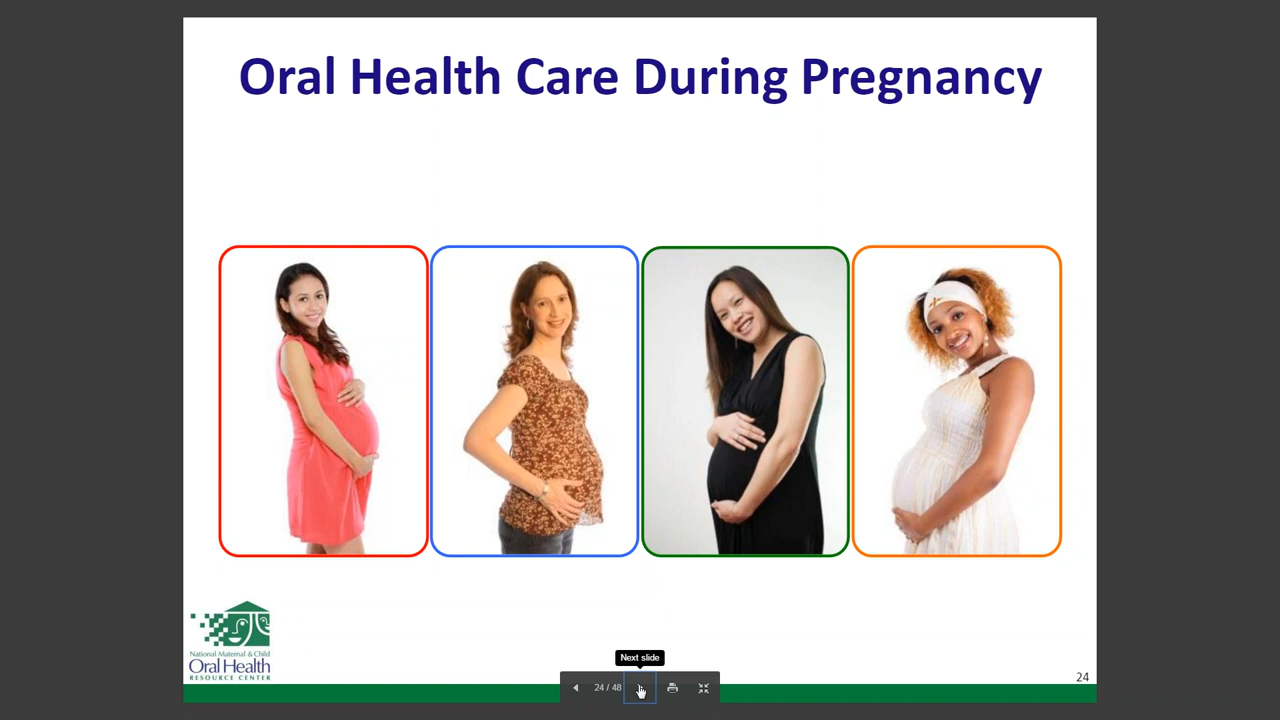 Oral Health Care During Pregnancy
National Maternal & Child
Oral Health
RESOURCE CENTER
24
Next slide
24 / 48